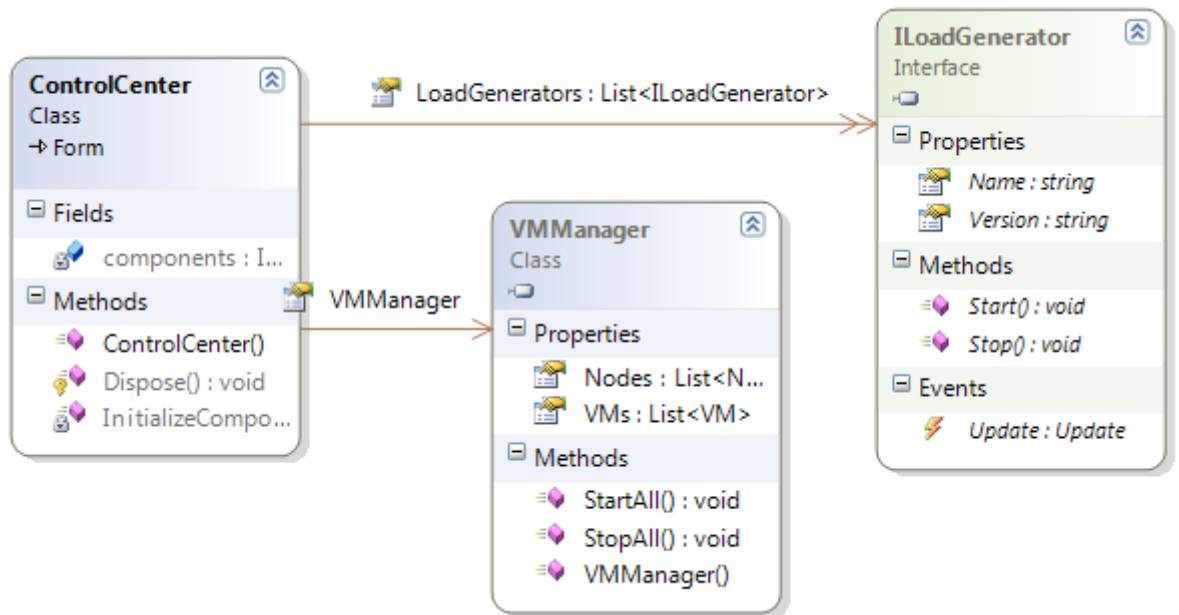 ControlCenter
Class
Form
Fields
components : I...
Methods
ControlCenter()
Dispose() : void
InitializeCompo...
LoadGenerators : List<ILoadGenerator>
VMManager
VMManager
Class
Properties
Nodes : List<N...
VMs : List<VM>
Methods
StartAll() : void
StopAll() : void
VMManager()
ILoadGenerator
Interface
Properties
Name : string
Version : string
Methods
Start() : void
Stop() : void
Events
Update : Update